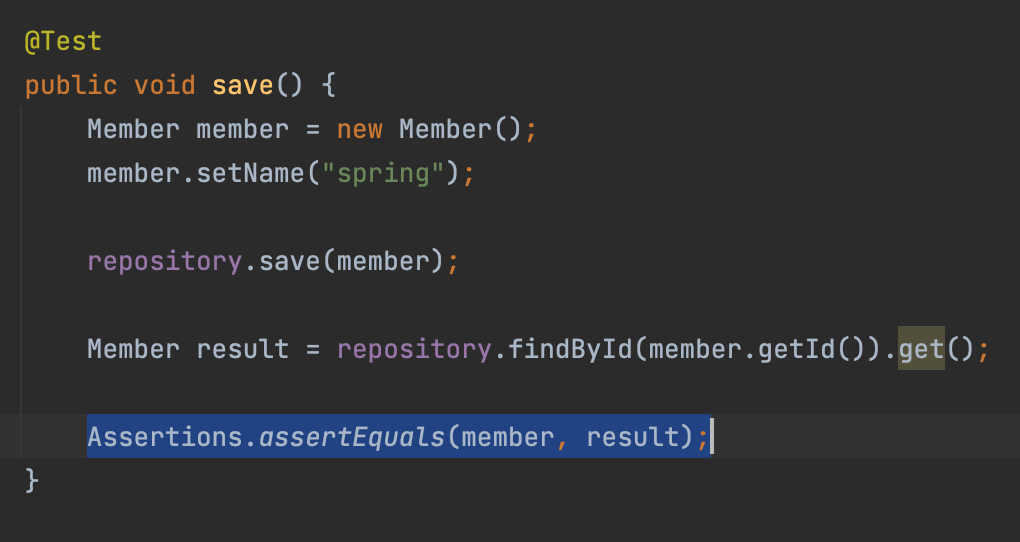 @Test
public void save() {
    Member member = new Member();
    member.setName("spring");
    repository.save(member);
    Member result = repository.findById(member.getId()).get();
    Assertions.assertEquals(member, result);
}